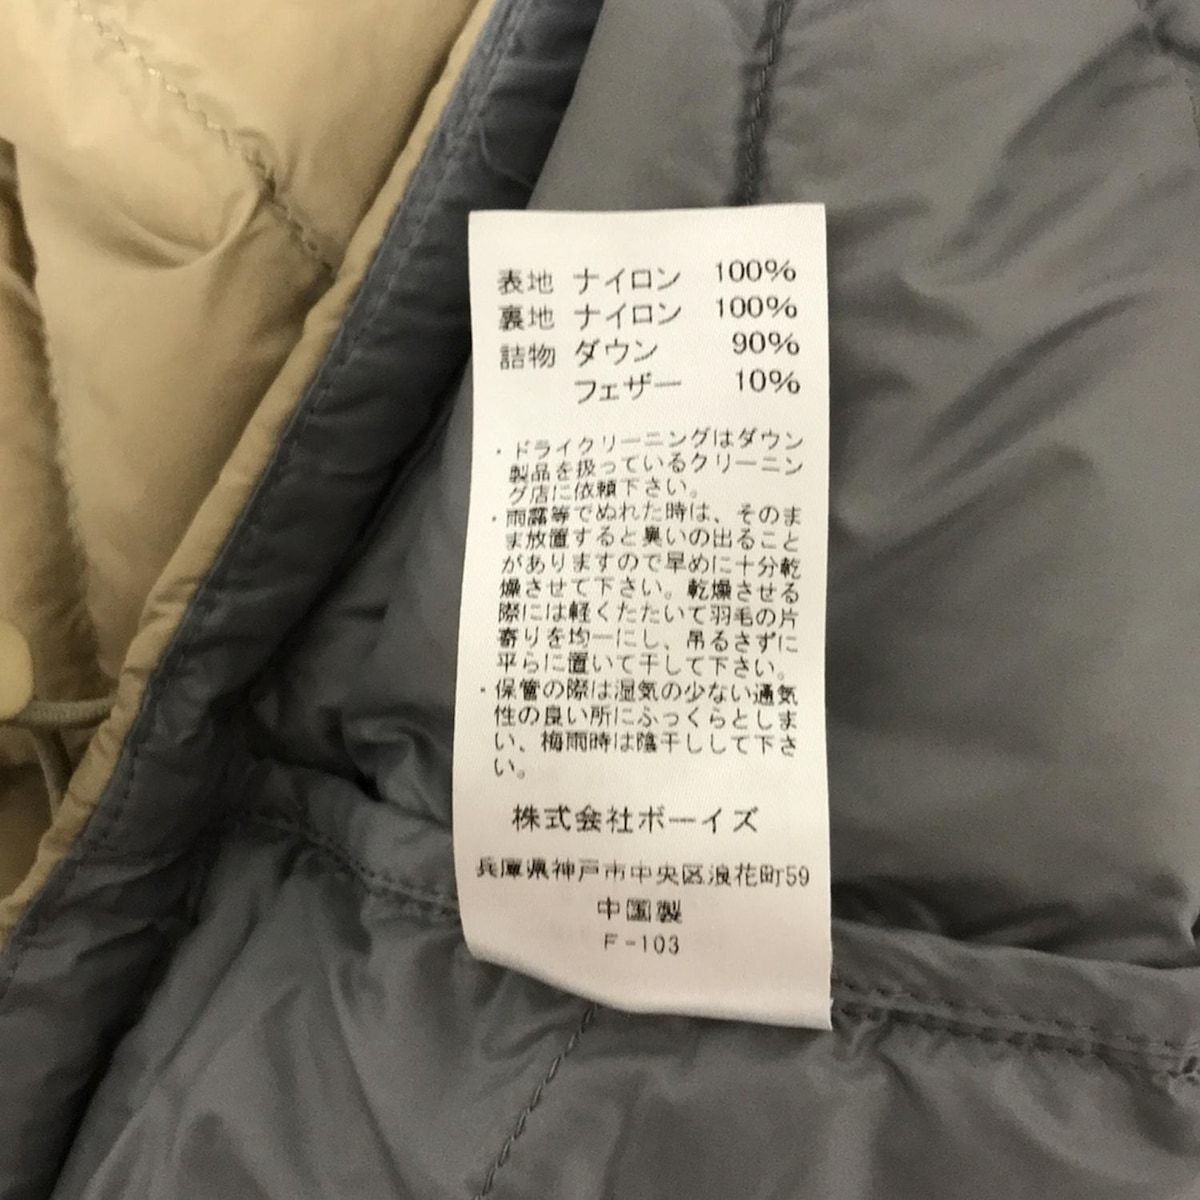 表地 ナイロン 100%
裏地 ナイロン 100%
詰物 ダウン 90%
フェザー 10%
・ドライクリーニングはダウン
製品を扱っているクリーニン
グ店に依頼下さい。
・雨露等でぬれた時は、そのま
ま放置すると臭いの出ること
がありますので早めに十分乾
燥させて下さい。乾燥させる
際には軽くたたいて羽毛の片
寄りを均一にし、吊るさずに
平らに置いて干して下さい。
・保管の際は湿気の少ない通気
性の良い所にふっくらとしま
い、梅雨時は陰干しして下さ
い。
株式会社ボーイズ
兵庫県神戸市中央区浪花町59
中国製
F-103